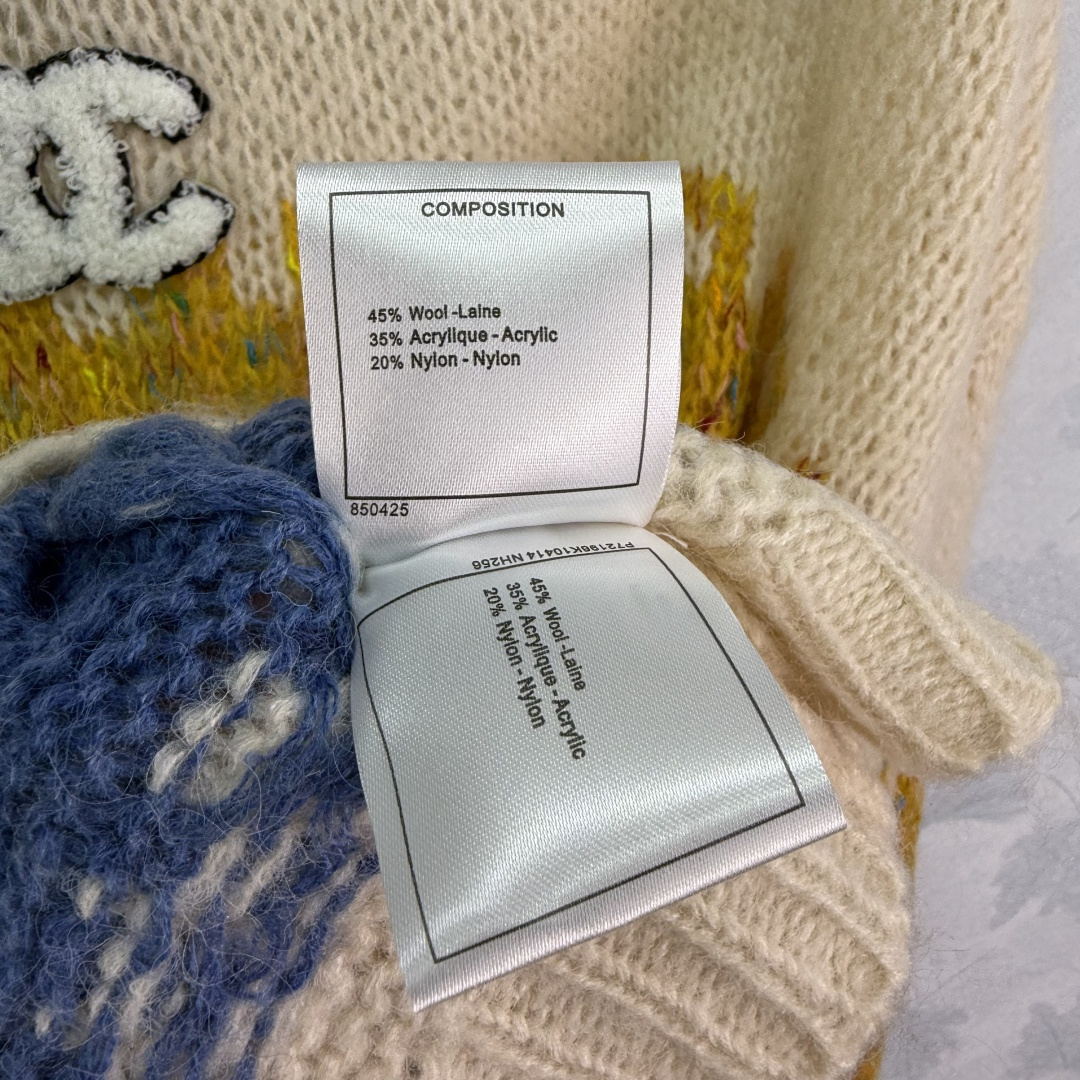 COMPOSITION
45% Wool -Laine
35% Acrylique - Acrylic
20% Nylon - Nylon
850425
P72196K10414 NH256
45% Wool -Laine
35% Acrylique - Acrylic
20% Nylon - Nylon